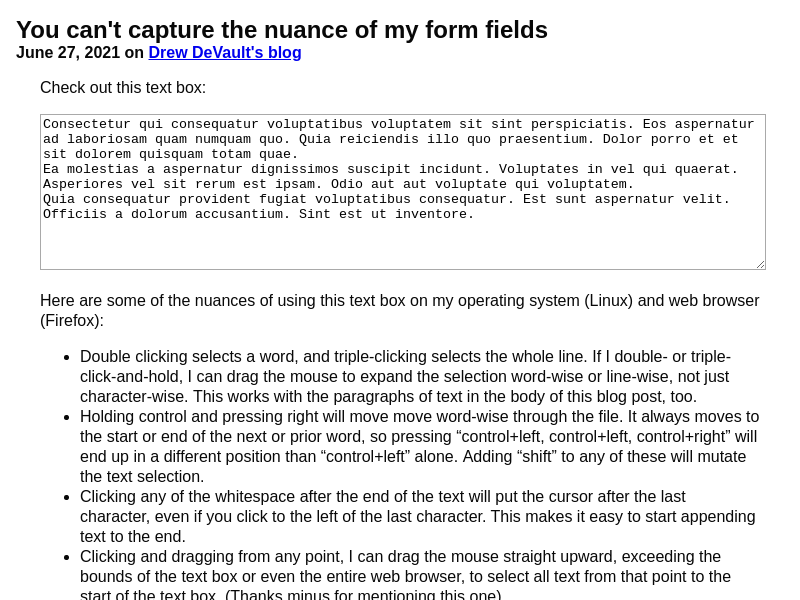 You can't capture the nuance of my form fields
June 27, 2021 on Drew DeVault's blog
Check out this text box:
Consectetur qui consequatur voluptatibus voluptatem sit sint perspiciatis. Eos aspernatur
ad laboriosam quam numquam quo. Quia reiciendis illo quo praesentium. Dolor porro et et
sit dolorem quisquam totam quae.
Ea molestias a aspernatur dignissimos suscipit incidunt. Voluptates in vel qui quaerat.
Asperiores vel sit rerum est ipsam. Odio aut aut voluptate qui voluptatem.
Quia consequatur provident fugiat voluptatibus consequatur. Est sunt aspernatur velit.
Officiis a dolorum accusantium. Sint est ut inventore.
Here are some of the nuances of using this text box on my operating system (Linux) and web browser
(Firefox):
• Double clicking selects a word, and triple-clicking selects the whole line. If I double- or triple-
click-and-hold, I can drag the mouse to expand the selection word-wise or line-wise, not just
character-wise. This works with the paragraphs of text in the body of this blog post, too.
• Holding control and pressing right will move move word-wise through the file. It always moves to
the start or end of the next or prior word, so pressing “control+left, control+left, control+right” will
end up in a different position than “control+left” alone. Adding “shift” to any of these will mutate
the text selection.
• Clicking any of the whitespace after the end of the text will put the cursor after the last
character, even if you click to the left of the last character. This makes it easy to start appending
text to the end.
• Clicking and dragging from any point, I can drag the mouse straight upward, exceeding the
bounds of the text box or even the entire web browser, to select all text from that point to the
start of the text box. (Thanks minus for mentioning this one)